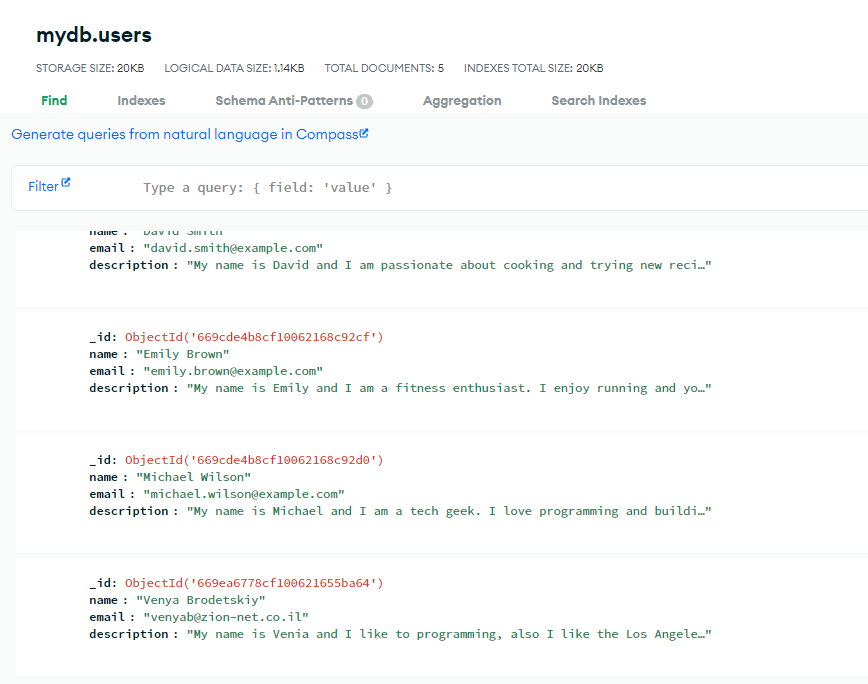 mydb.users
STORAGE SIZE: 20KB LOGICAL DATA SIZE: 1.14KB TOTAL DOCUMENTS: 5 INDEXES TOTAL SIZE: 20KB
Find Indexes Schema Anti-Patterns 0 Aggregation Search Indexes
Generate queries from natural language in Compass
Filter Type a query: { field: 'value' }
name : "David Smith"
email : "david.smith@example.com"
description : "My name is David and I am passionate about cooking and trying new reci…"
_id: ObjectId('669cde4b8cf10062168c92cf')
name : "Emily Brown"
email : "emily.brown@example.com"
description : "My name is Emily and I am a fitness enthusiast. I enjoy running and yo…"
_id: ObjectId('669cde4b8cf10062168c92d0')
name : "Michael Wilson"
email : "michael.wilson@example.com"
description : "My name is Michael and I am a tech geek. I love programming and buildi…"
_id: ObjectId('669ea6778cf100621655ba64')
name : "Venya Brodetskiy"
email : "venyab@zion-net.co.il"
description : "My name is Venia and I like to programming, also I like the Los Angele…"